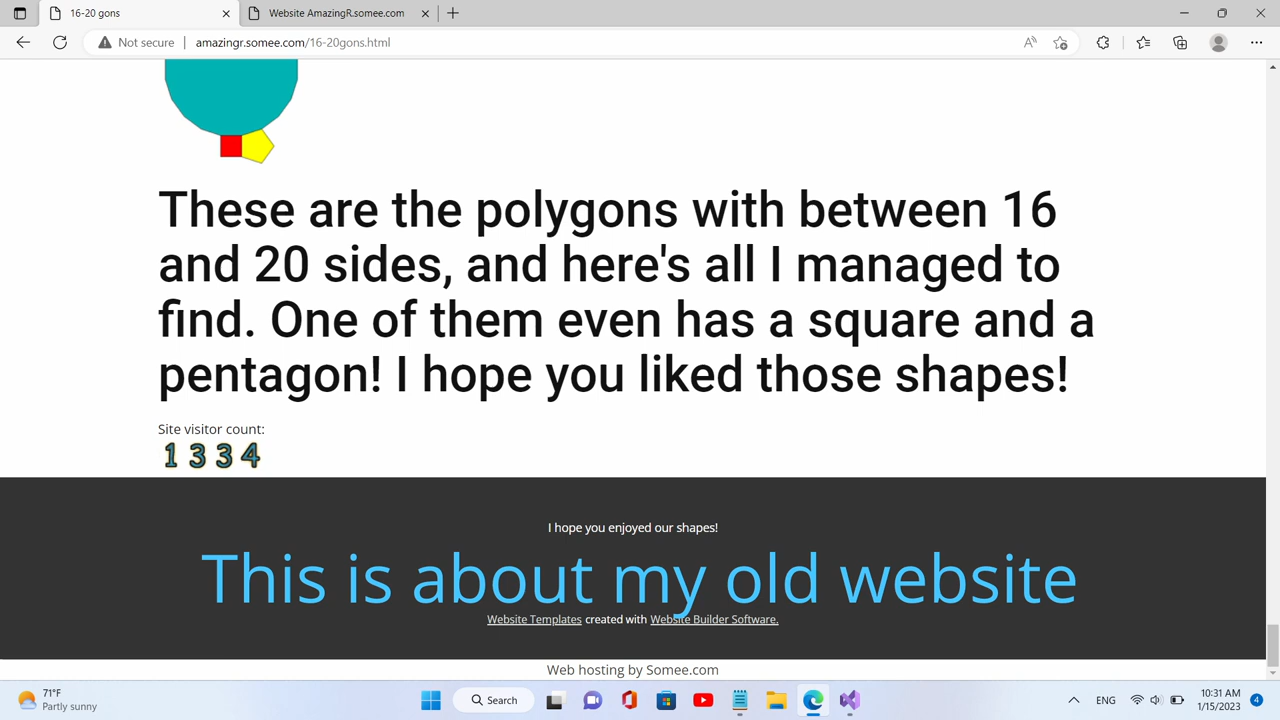 16-20 gons
Website AmazingR.somee.com
Not secure
amazingr.somee.com/16-20gons.html
These are the polygons with between 16
and 20 sides, and here's all I managed to
find. One of them even has a square and a
pentagon! I hope you liked those shapes!
Site visitor count:
1334
I hope you enjoyed our shapes!
This is about my old website
Website Templates created with Website Builder Software.
Web hosting by Somee.com
71°F
Partly sunny
Search
ENG
10:31 AM
1/15/2023
4